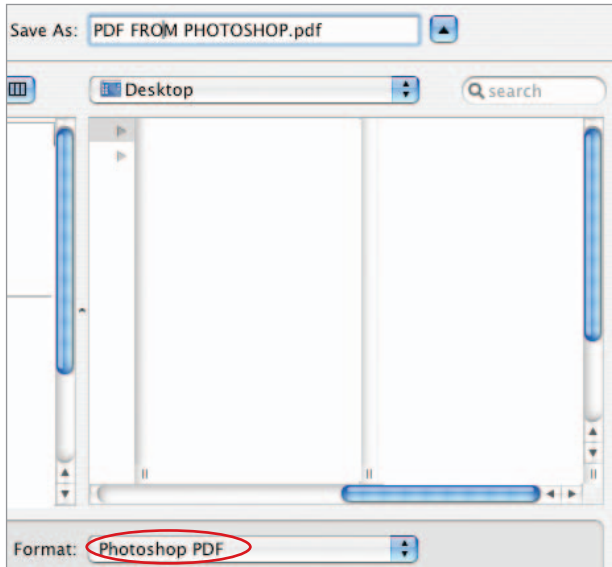 Save As: PDF FROM PHOTOSHOP.pdf
Desktop
search
Format: Photoshop PDF